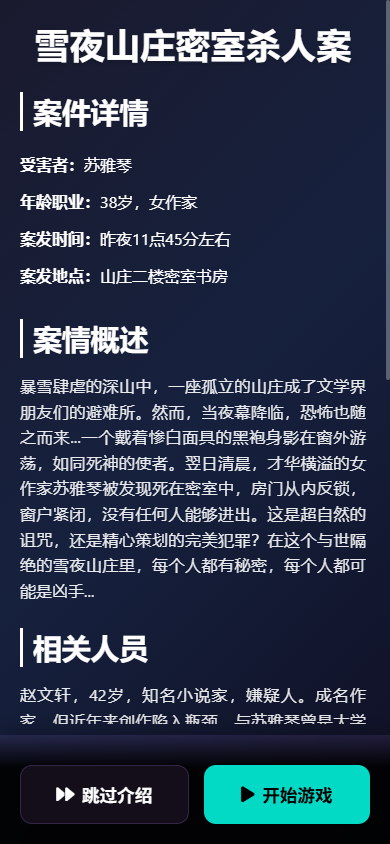 雪夜山庄密室杀人案
案件详情
受害者：苏雅琴
年龄职业：38岁，女作家
案发时间：昨夜11点45分左右
案发地点：山庄二楼密室书房
案情概述
暴雪肆虐的深山中，一座孤立的山庄成了文学界
朋友们的避难所。然而，当夜幕降临，恐怖也随
之而来...一个戴着惨白面具的黑袍身影在窗外游
荡，如同死神的使者。翌日清晨，才华横溢的女
作家苏雅琴被发现死在密室中，房门从内反锁，
窗户紧闭，没有任何人能够进出。这是超自然的
诅咒，还是精心策划的完美犯罪？在这个与世隔
绝的雪夜山庄里，每个人都有秘密，每个人都可
能是凶手...
相关人员
赵文轩，42岁，知名小说家，嫌疑人。成名作
家，但近年来创作陷入瓶颈，与苏雅琴曾是大学
跳过介绍
开始游戏